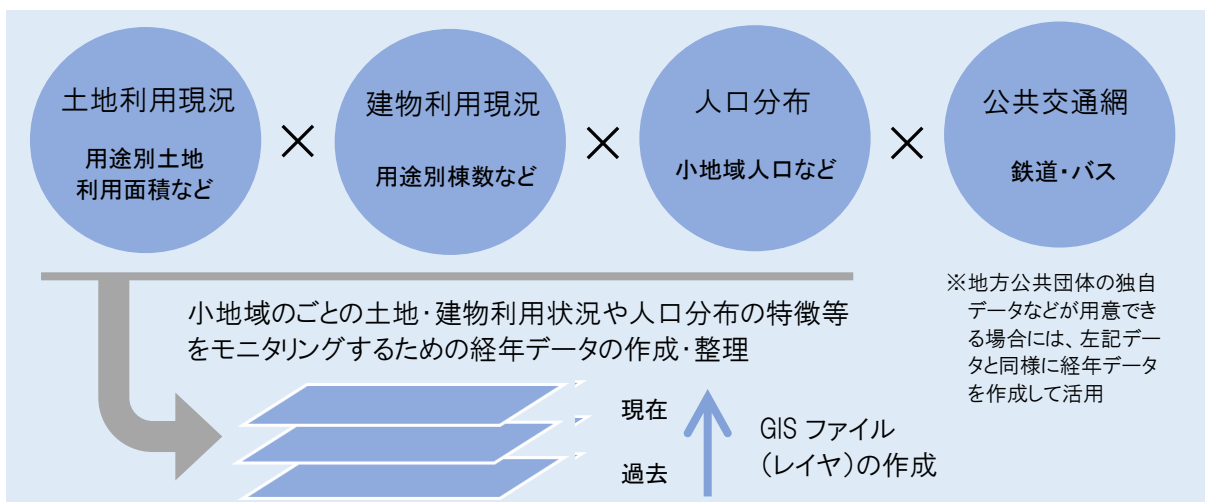 土地利用現況
用途別土地
利用面積など
×
建物利用現況
用途別棟数など
×
人口分布
小地域人口など
×
公共交通網
鉄道・バス
小地域のごとの土地・建物利用状況や人口分布の特徴等
をモニタリングするための経年データの作成・整理
※地方公共団体の独自
データなどが用意でき
る場合には、左記デー
タと同様に経年データ
を作成して活用
現在
過去
GIS ファイル
（レイヤ）の作成